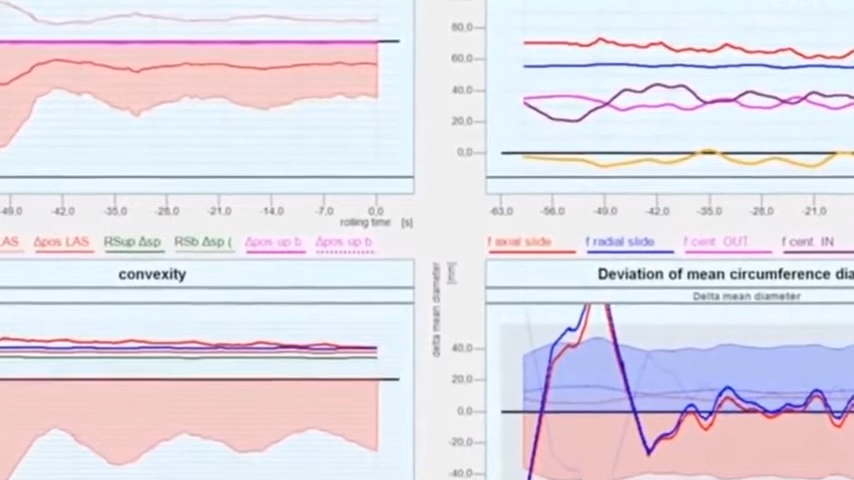 80,0
60,0
40,0
20,0
0,0
-49.0 -42.0 -35.0 -28.0 -21.0 -14.0 -7.0 0.0
rolling time [s]
-63.0 -56.0 -49.0 -42.0 -35.0 -28.0 -21.0
LAS Δpos LAS RSup Δsp RSb Δsp ( Δpos up b Δpos up b
f axial slide f radial slide f cent. OUT f cent. IN
convexity
Deviation of mean circumference dia
Delta mean diameter
delta mean diameter [mm]
40,0
20,0
0,0
-20,0
-40,0